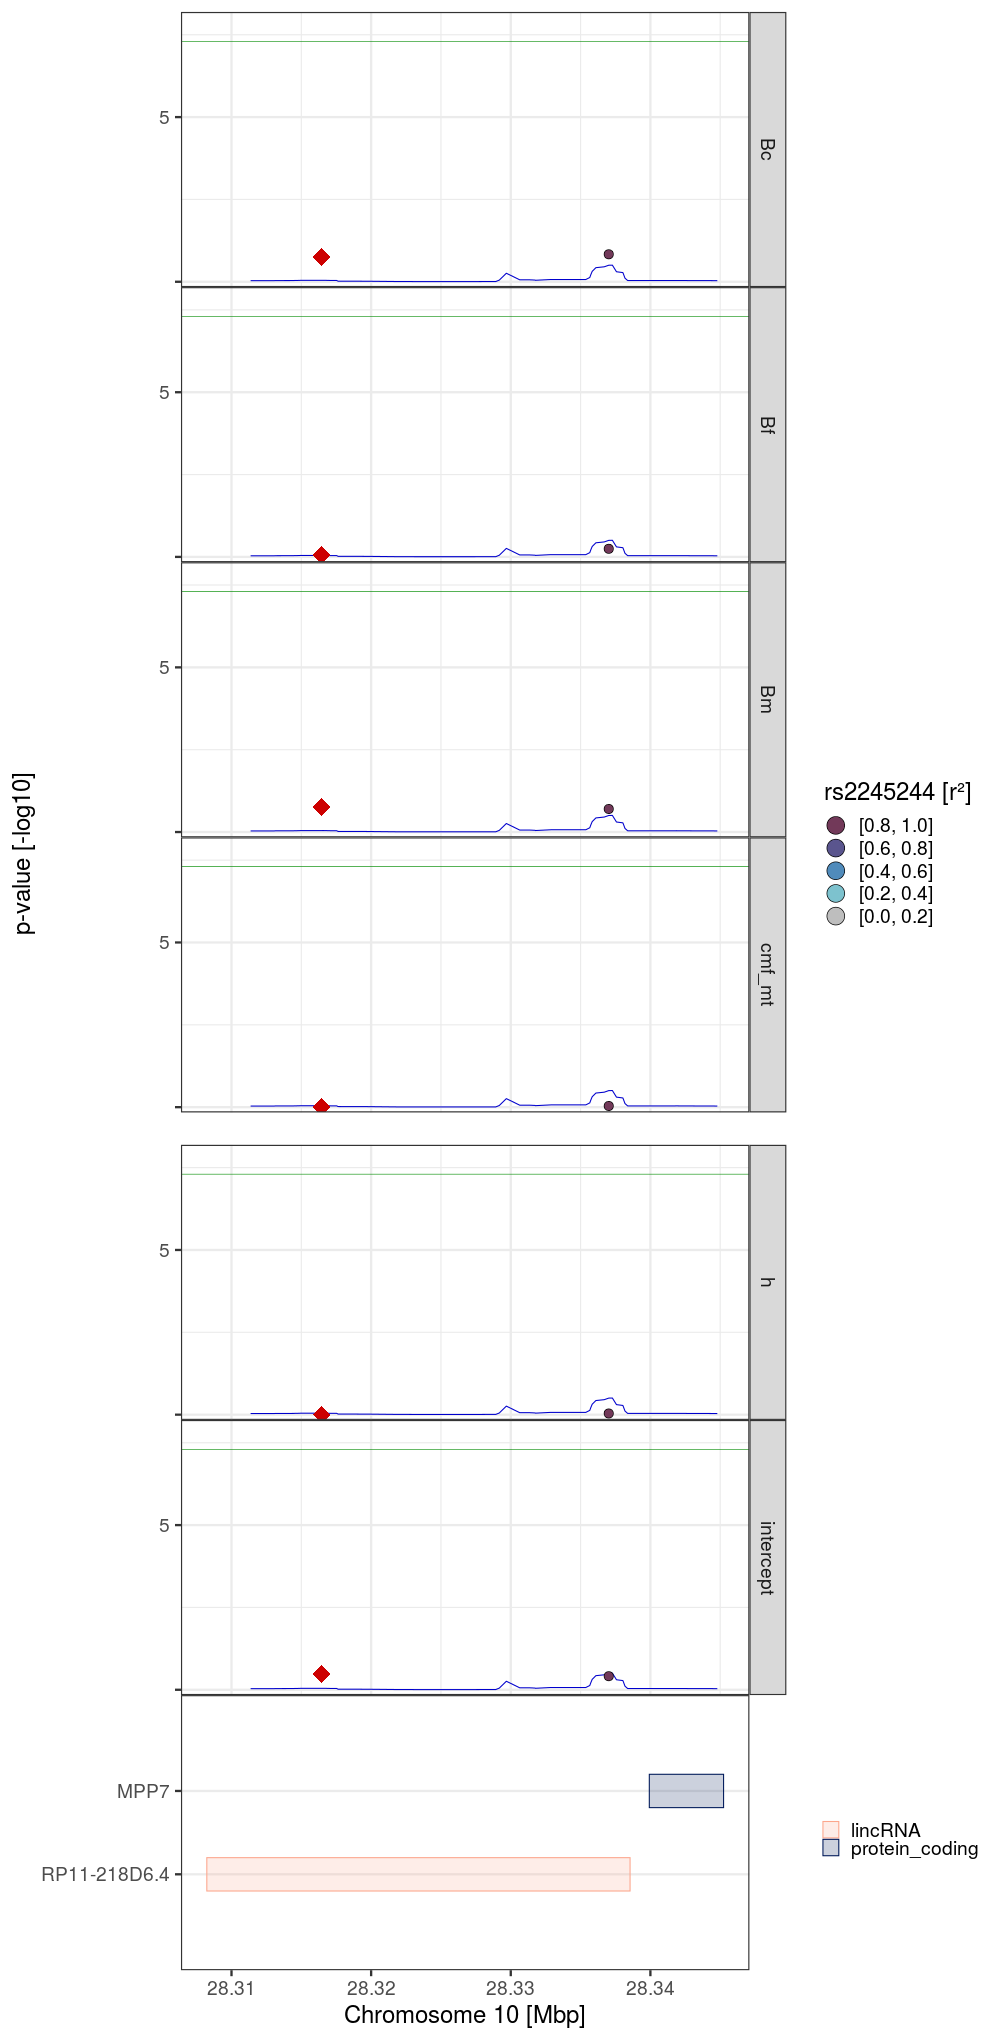 5
Bc
5
Bf
5
Bm
5
cmf_mt
5
h
5
intercept
p-value [-log10]
rs2245244 [r²]
[0.8, 1.0]
[0.6, 0.8]
[0.4, 0.6]
[0.2, 0.4]
[0.0, 0.2]
MPP7
RP11-218D6.4
lincRNA
protein_coding
28.31 28.32 28.33 28.34
Chromosome 10 [Mbp]